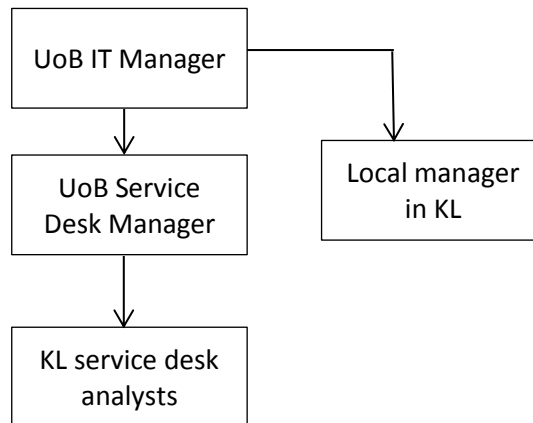 UoB IT Manager
UoB Service
Desk Manager
Local manager
in KL
KL service desk
analysts